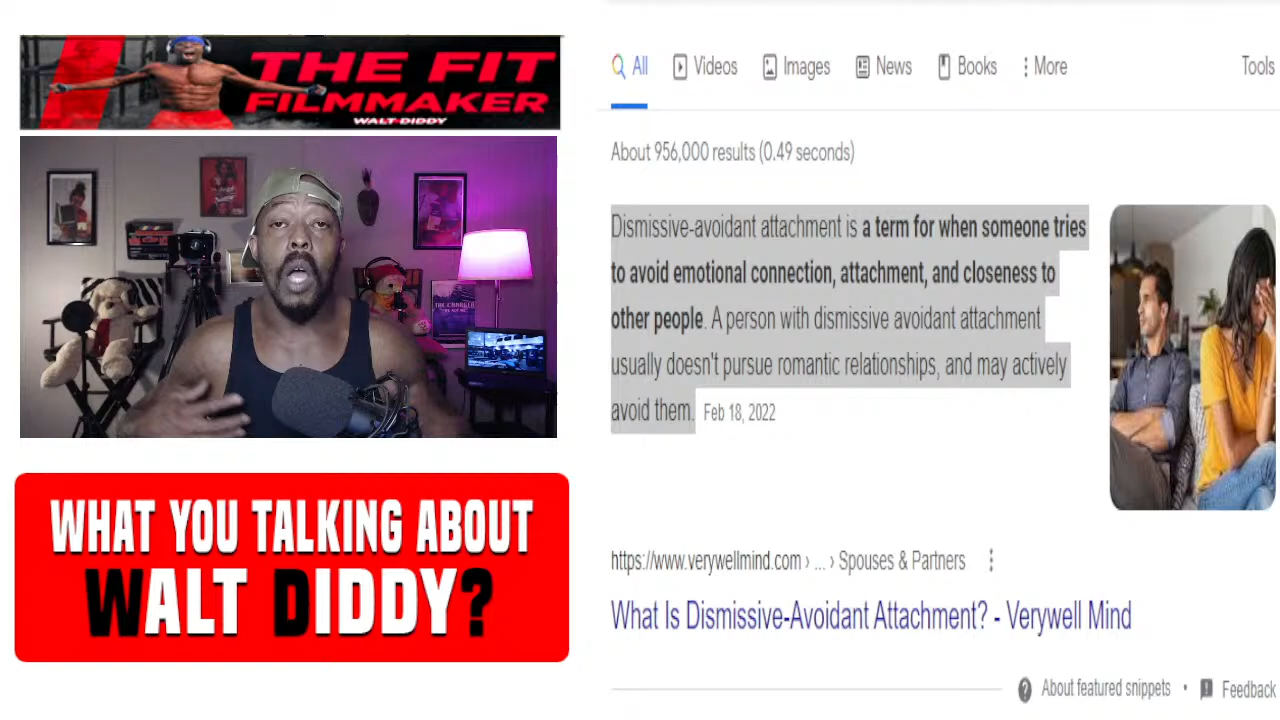 THE FIT
FILMMAKER
WALT DIDDY
WHAT YOU TALKING ABOUT
WALT DIDDY?
All Videos Images News Books More Tools
About 956,000 results (0.49 seconds)
Dismissive-avoidant attachment is a term for when someone tries
to avoid emotional connection, attachment, and closeness to
other people. A person with dismissive avoidant attachment
usually doesn't pursue romantic relationships, and may actively
avoid them. Feb 18, 2022
https://www.verywellmind.com › ... › Spouses & Partners
What Is Dismissive-Avoidant Attachment? - Verywell Mind
About featured snippets • Feedback